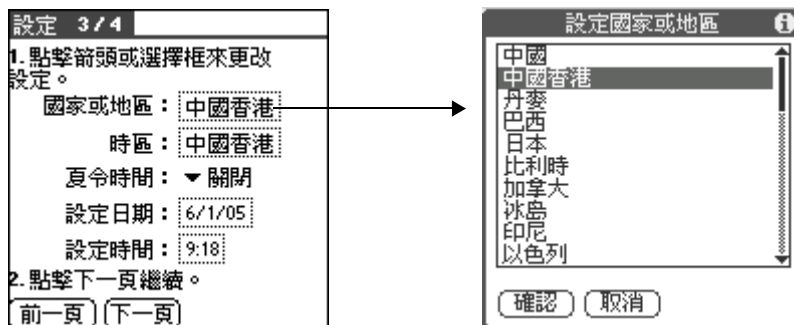 設定 3/4
1. 點擊箭頭或選擇框來更改
設定。
國家或地區：中國香港
時區：中國香港
夏令時間：關閉
設定日期：6/1/05
設定時間：9:18
2. 點擊下一頁繼續。
前一頁 下一頁
設定國家或地區
中國
中國香港
丹麥
巴西
日本
比利時
加拿大
冰島
印尼
以色列
確認 取消